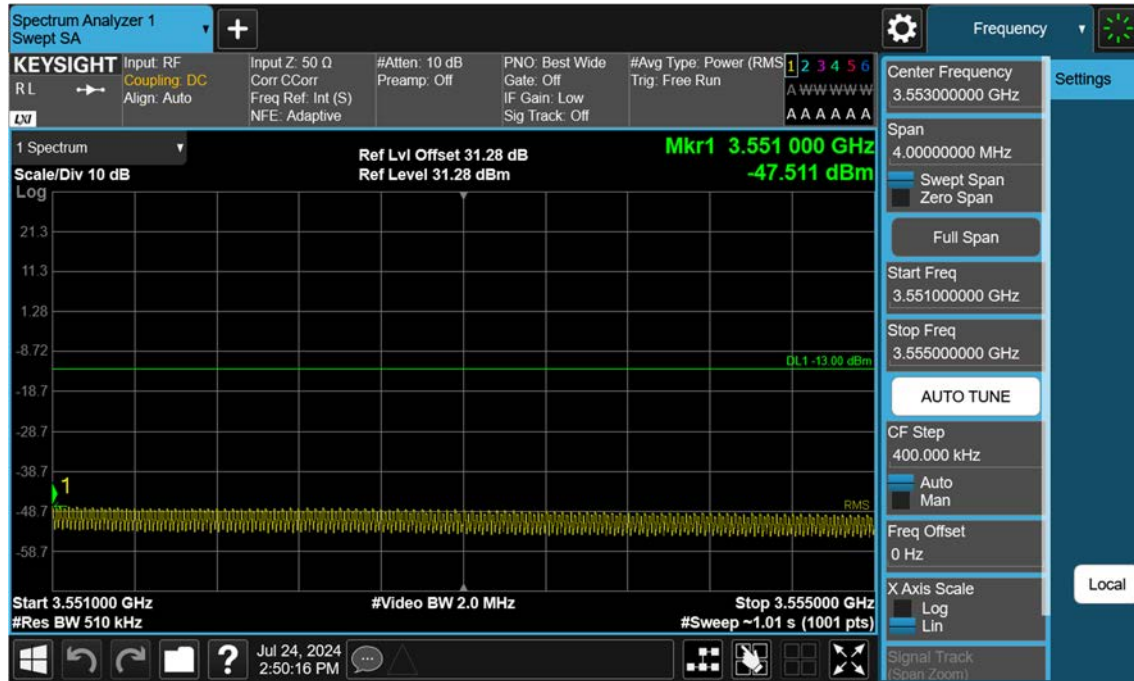 Spectrum Analyzer 1
Swept SA
Frequency
KEYSIGHT
R L
LXI
Input: RF
Coupling: DC
Align: Auto
Input Z: 50 Ω
Corr CCorr
Freq Ref: Int (S)
NFE: Adaptive
#Atten: 10 dB
Preamp: Off
PNO: Best Wide
Gate: Off
IF Gain: Low
Sig Track: Off
#Avg Type: Power (RMS
Trig: Free Run
1 2 3 4 5 6
A W W W W W
A A A A A A
1 Spectrum
Scale/Div 10 dB
Ref Lvl Offset 31.28 dB
Ref Level 31.28 dBm
Mkr1 3.551 000 GHz
-47.511 dBm
Log
21.3
11.3
1.28
-8.72
DL1 -13.00 dBm
-18.7
-28.7
-38.7
1
-48.7
RMS
-58.7
Start 3.551000 GHz
#Video BW 2.0 MHz
Stop 3.555000 GHz
#Res BW 510 kHz
#Sweep ~1.01 s (1001 pts)
Center Frequency
3.553000000 GHz
Settings
Span
4.00000000 MHz
Swept Span
Zero Span
Full Span
Start Freq
3.551000000 GHz
Stop Freq
3.555000000 GHz
AUTO TUNE
CF Step
400.000 kHz
Auto
Man
Freq Offset
0 Hz
X Axis Scale
Log
Lin
Local
Signal Track
(Span Zoom)
?
Jul 24, 2024
2:50:16 PM